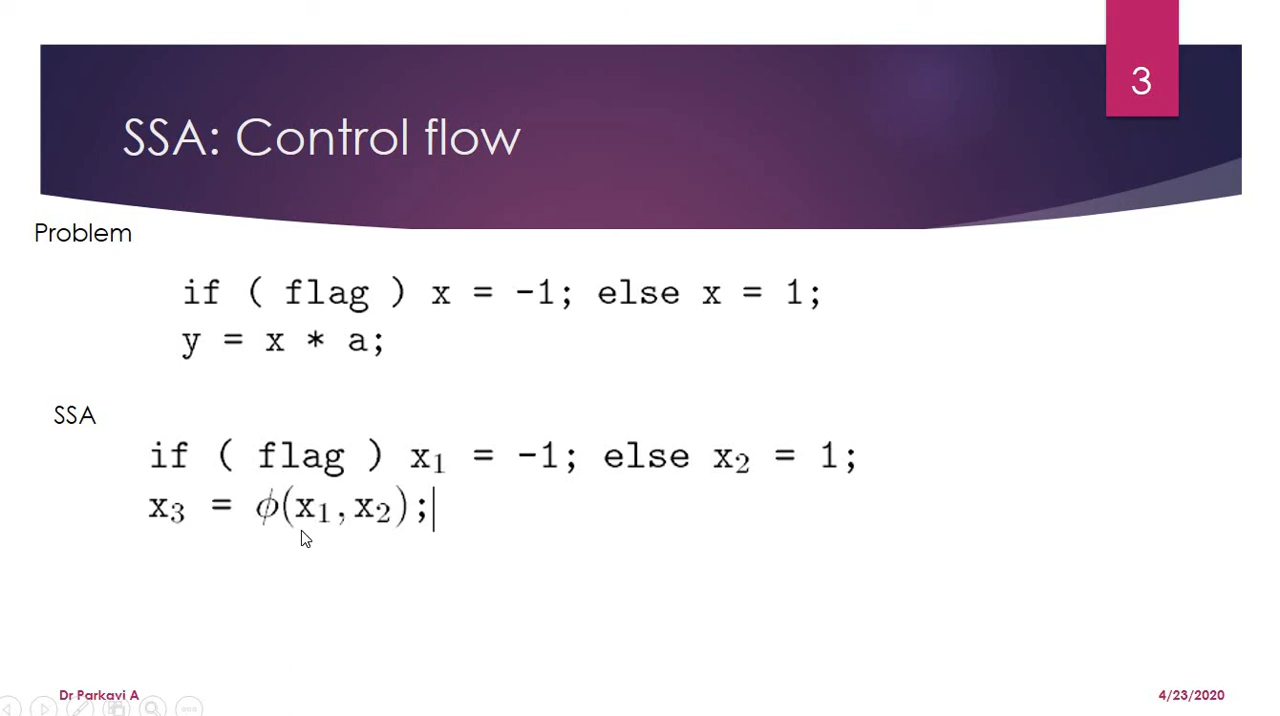 3
SSA: Control flow
Problem
if ( flag ) x = -1; else x = 1;
y = x * a;
SSA
if ( flag ) x₁ = -1; else x₂ = 1;
x₃ = ϕ(x₁,x₂);
Dr Parkavi A
4/23/2020